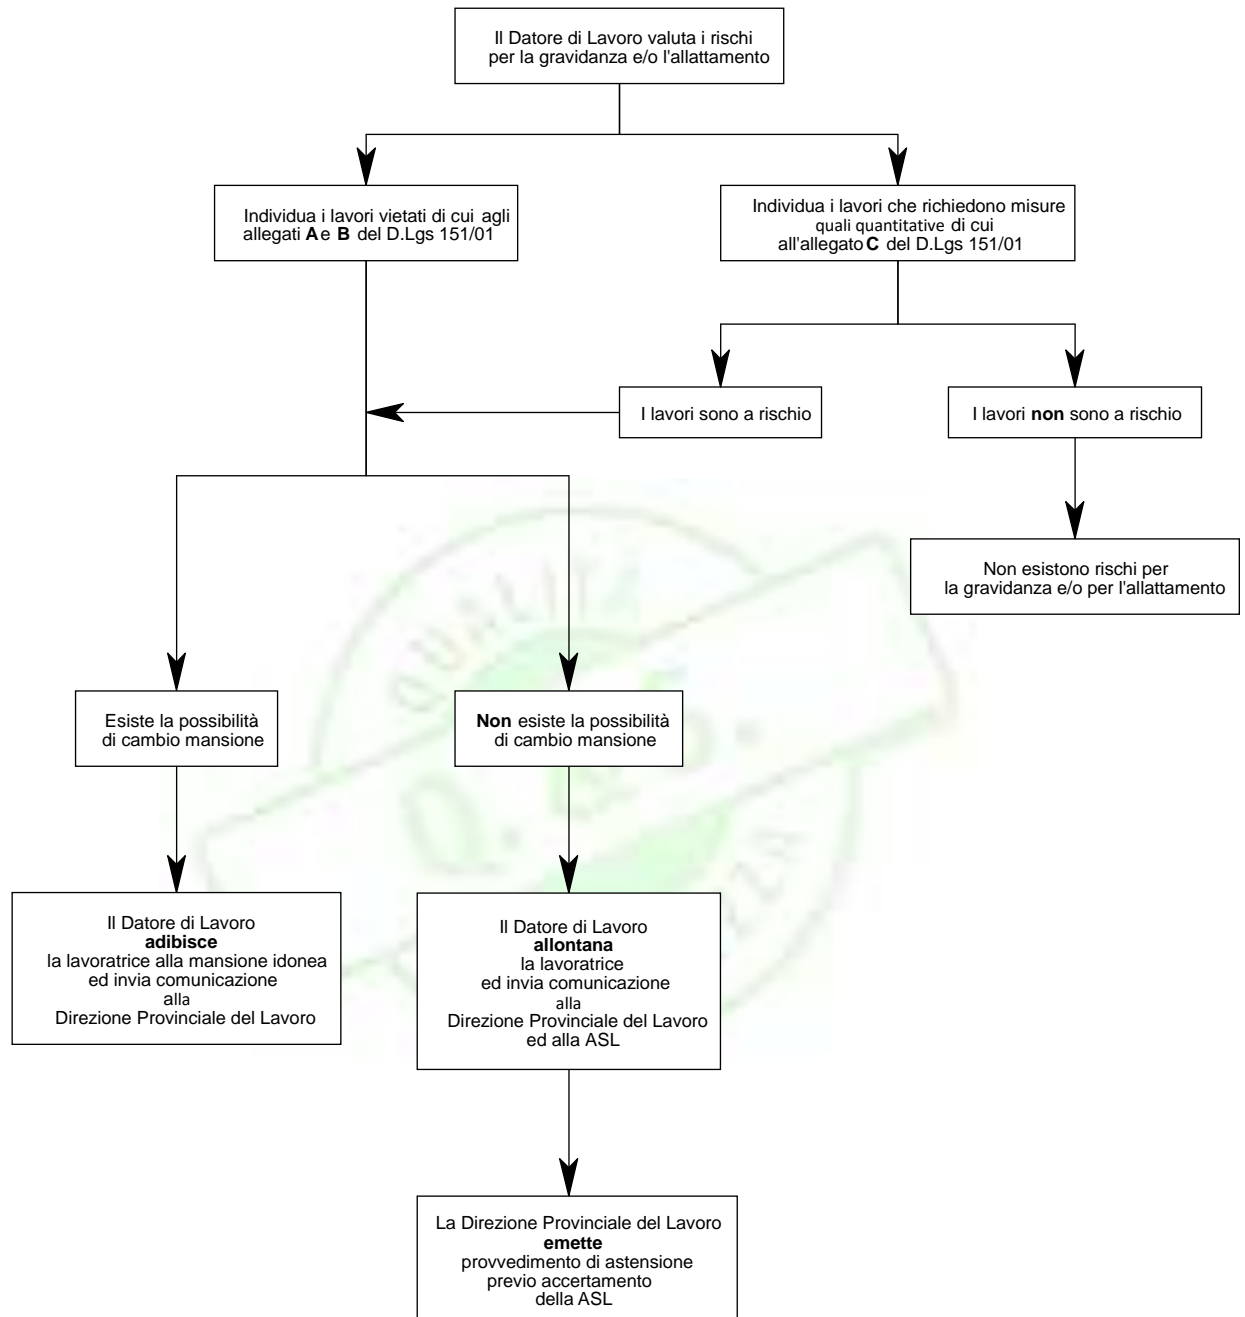 Il Datore di Lavoro valuta i rischi
per la gravidanza e/o l'allattamento
Individua i lavori vietati di cui agli
allegati A e B del D.Lgs 151/01
Individua i lavori che richiedono misure
quali quantitative di cui
all'allegato C del D.Lgs 151/01
I lavori sono a rischio
I lavori non sono a rischio
Non esistono rischi per
la gravidanza e/o per l'allattamento
QUALITA
Esiste la possibilità
di cambio mansione
Non esiste la possibilità
di cambio mansione
Il Datore di Lavoro
adibisce
la lavoratrice alla mansione idonea
ed invia comunicazione
alla
Direzione Provinciale del Lavoro
Il Datore di Lavoro
allontana
la lavoratrice
ed invia comunicazione
alla
Direzione Provinciale del Lavoro
ed alla ASL
La Direzione Provinciale del Lavoro
emette
provvedimento di astensione
previo accertamento
della ASL